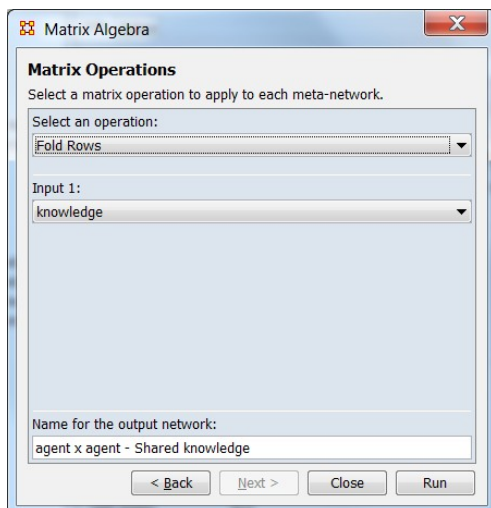 Matrix Algebra
X
Matrix Operations
Select a matrix operation to apply to each meta-network.
Select an operation:
Fold Rows
Input 1:
knowledge
Name for the output network:
agent x agent - Shared knowledge
< Back Next > Close Run